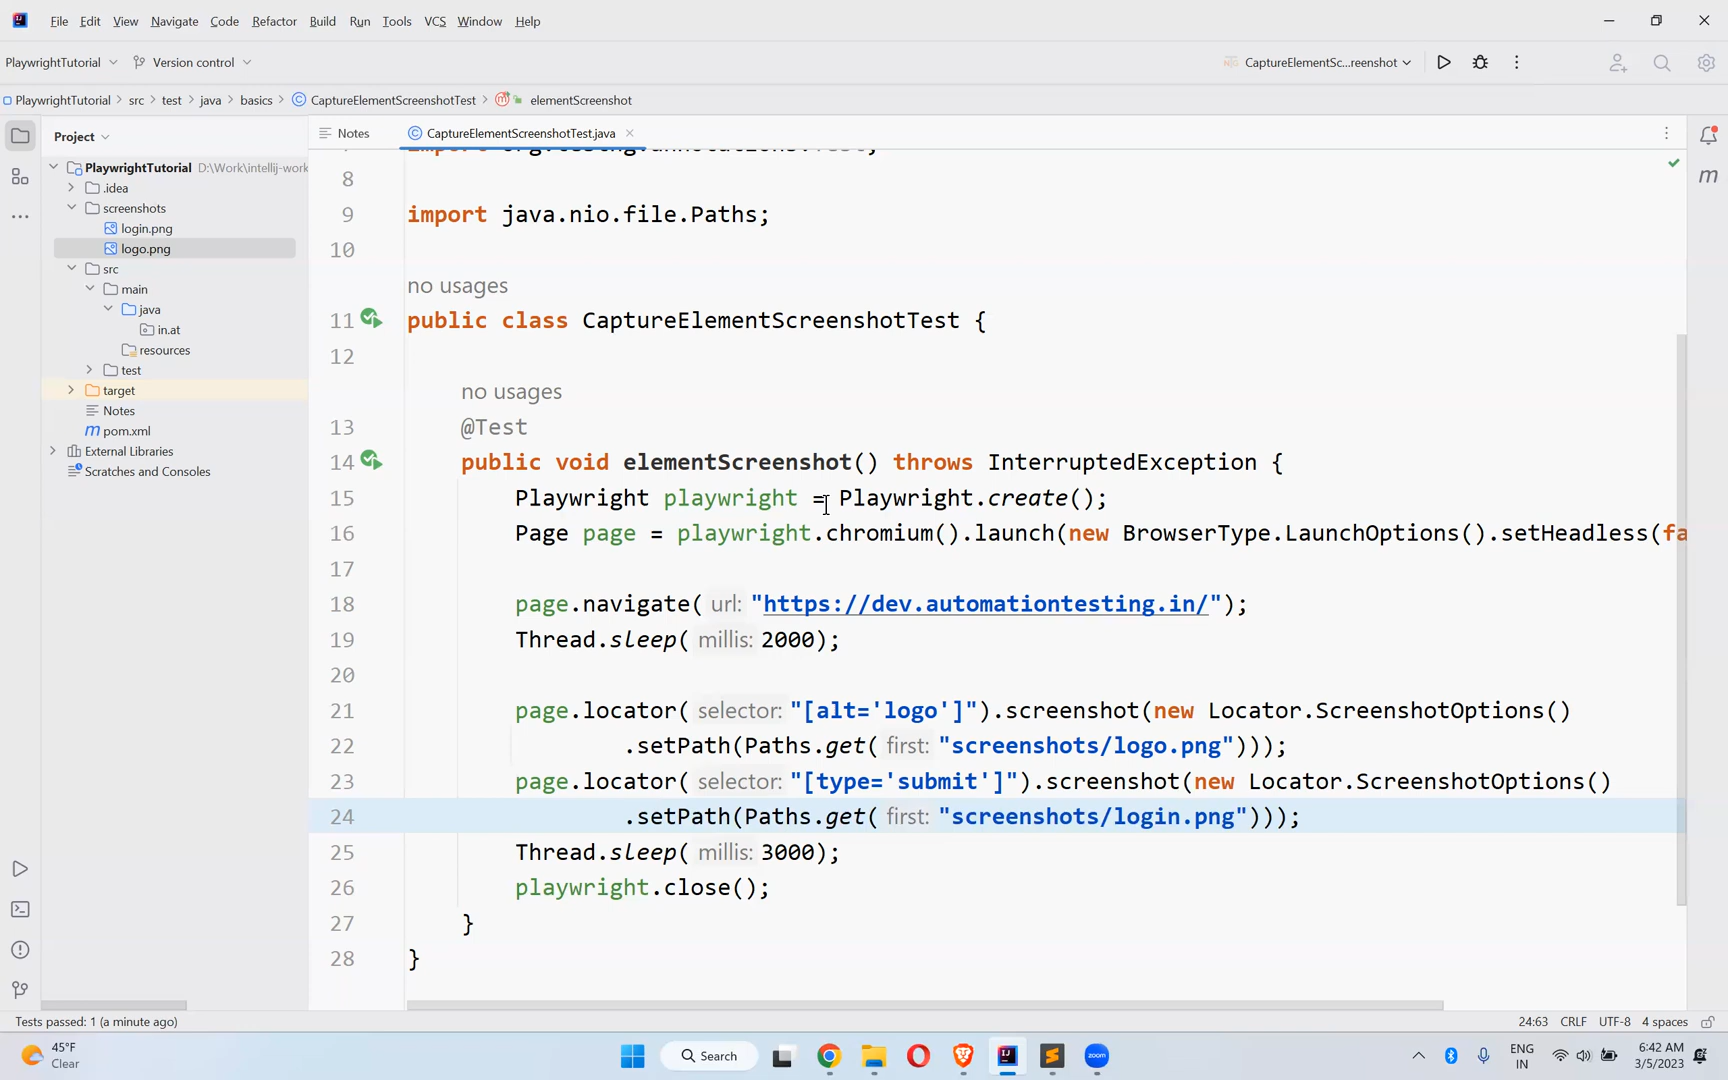 File Edit View Navigate Code Refactor Build Run Tools VCS Window Help
PlaywrightTutorial Version control CaptureElementSc...reenshot
PlaywrightTutorial src test java basics CaptureElementScreenshotTest elementScreenshot
Project
Notes CaptureElementScreenshotTest.java
PlaywrightTutorial D:\Work\intellij-work
.idea
screenshots
login.png
logo.png
src
main
java
in.at
resources
test
target
Notes
pom.xml
External Libraries
Scratches and Consoles
import org.testng.annotations.Test;
8
9 import java.nio.file.Paths;
10
no usages
11 public class CaptureElementScreenshotTest {
12
no usages
13 @Test
14 public void elementScreenshot() throws InterruptedException {
15 Playwright playwright = Playwright.create();
16 Page page = playwright.chromium().launch(new BrowserType.LaunchOptions().setHeadless(fa
17
18 page.navigate( url: "https://dev.automationtesting.in/");
19 Thread.sleep( millis: 2000);
20
21 page.locator( selector: "[alt='logo']").screenshot(new Locator.ScreenshotOptions()
22 .setPath(Paths.get( first: "screenshots/logo.png")));
23 page.locator( selector: "[type='submit']").screenshot(new Locator.ScreenshotOptions()
24 .setPath(Paths.get( first: "screenshots/login.png")));
25 Thread.sleep( millis: 3000);
26 playwright.close();
27 }
28 }
Tests passed: 1 (a minute ago) 24:63 CRLF UTF-8 4 spaces
45°F
Clear
Search
zoom
ENG
IN
6:42 AM
3/5/2023